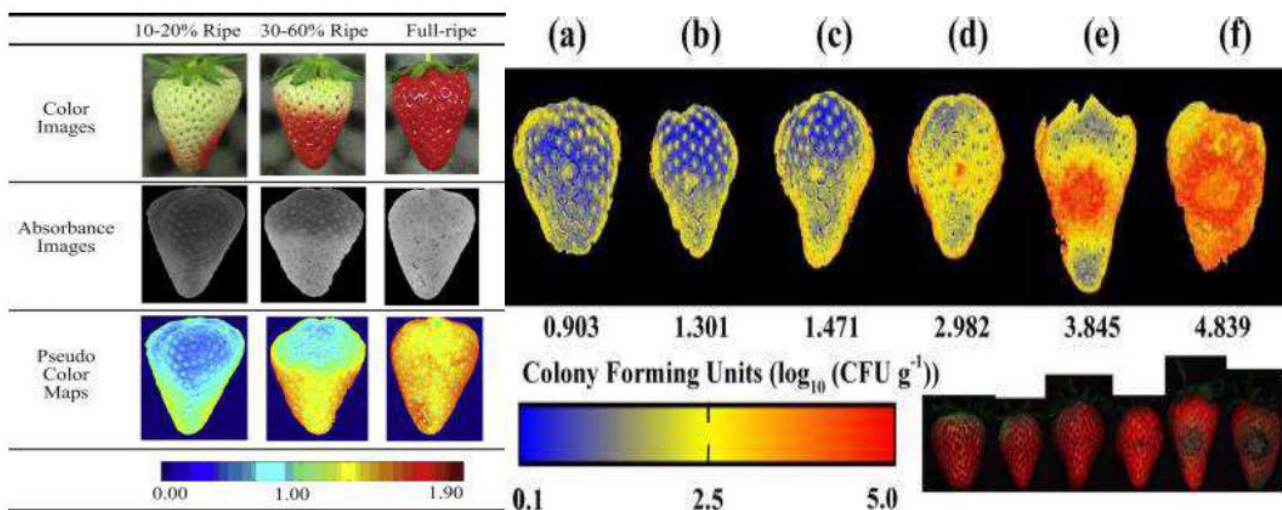 10-20% Ripe 30-60% Ripe Full-ripe
Color
Images
Absorbance
Images
Pseudo
Color
Maps
0.00 1.00 1.90
(a) (b) (c) (d) (e) (f)
0.903 1.301 1.471 2.982 3.845 4.839
Colony Forming Units (log10 (CFU g-1))
0.1 2.5 5.0